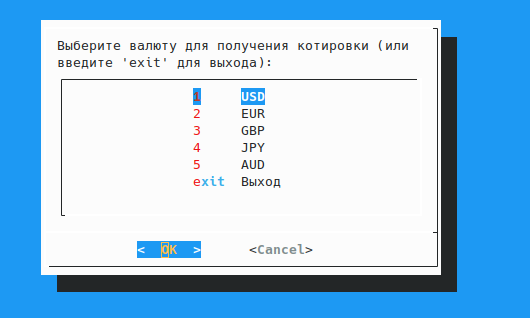 Выберите валюту для получения котировки (или
введите 'exit' для выхода):
1 USD
2 EUR
3 GBP
4 JPY
5 AUD
exit Выход
< OK > <Cancel>